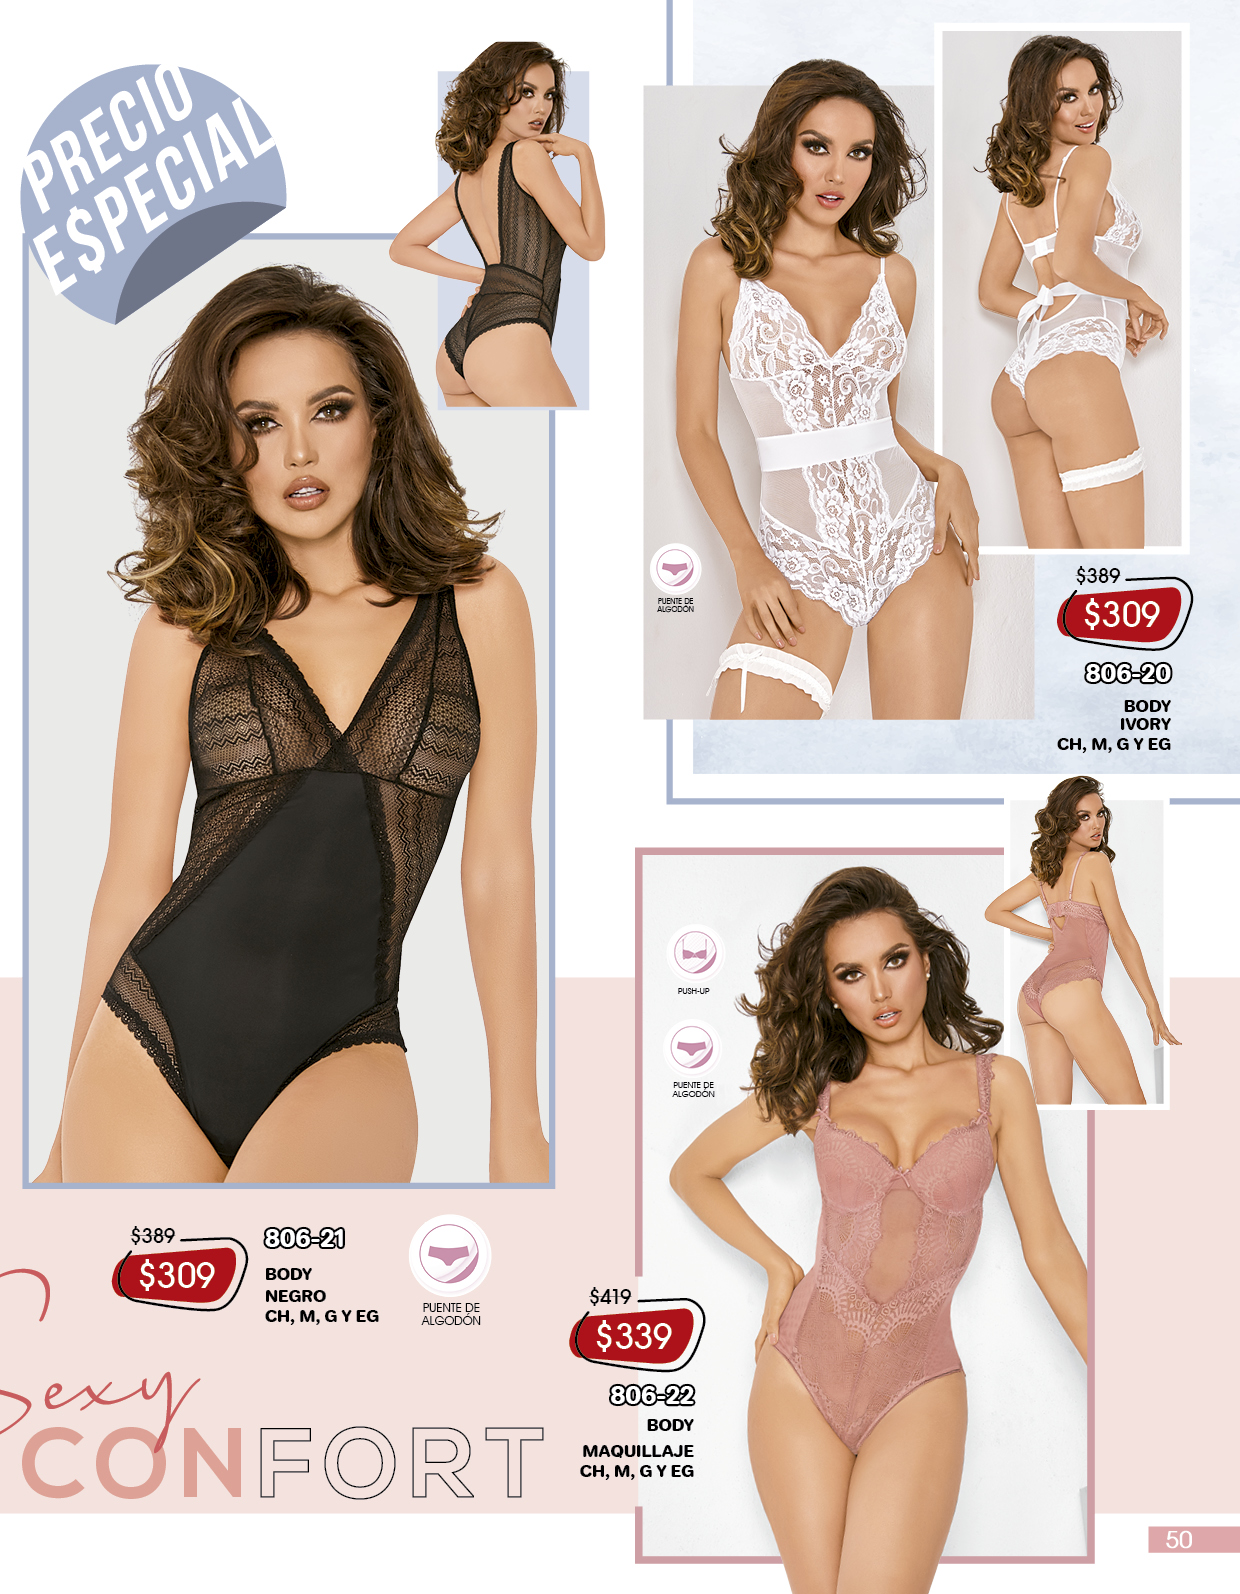 PRECIO
E$PECIAL
PUENTE DE
ALGODÓN
$389
$309
806-20
BODY
IVORY
CH, M, G Y EG
PUSH-UP
PUENTE DE
ALGODÓN
$389
$309
806-21
BODY
NEGRO
CH, M, G Y EG
PUENTE DE
ALGODÓN
$419
$339
806-22
BODY
MAQUILLAJE
CH, M, G Y EG
Sexy
CONFORT
50